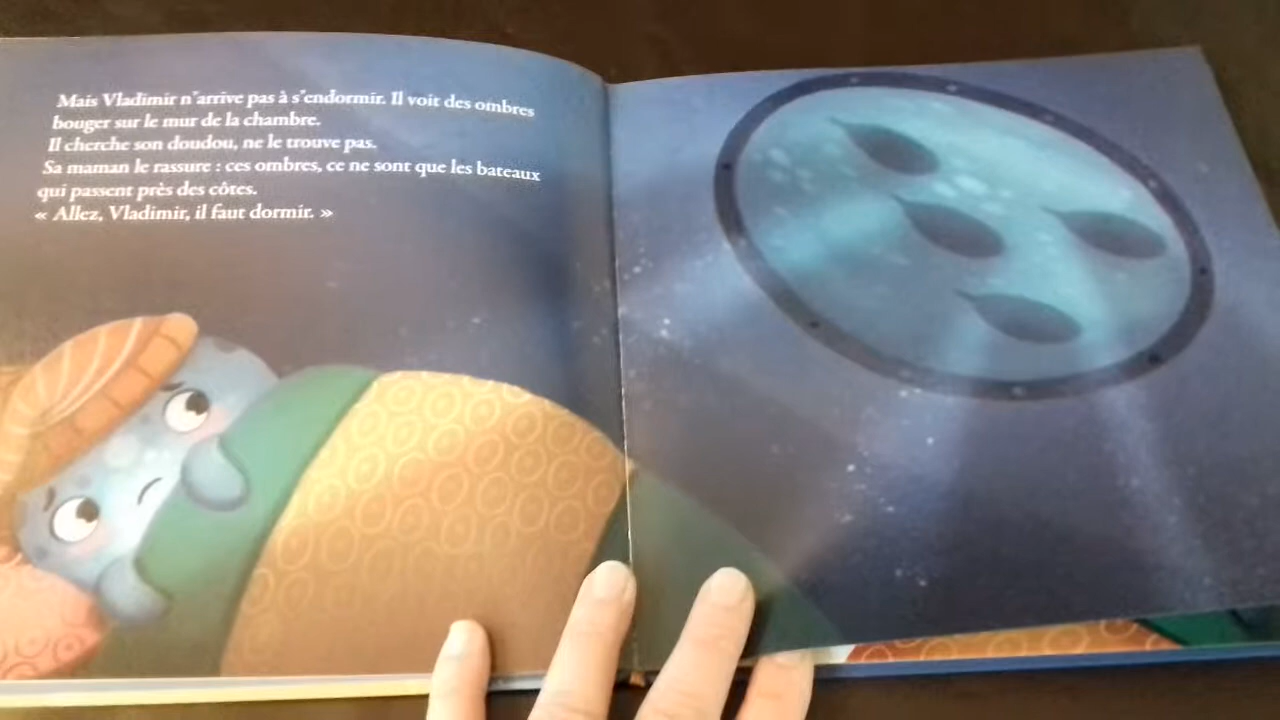 Mais Vladimir n'arrive pas à s'endormir. Il voit des ombres
bouger sur le mur de la chambre.
Il cherche son doudou, ne le trouve pas.
Sa maman le rassure : ces ombres, ce ne sont que les bateaux
qui passent près des côtes.
« Allez, Vladimir, il faut dormir. »